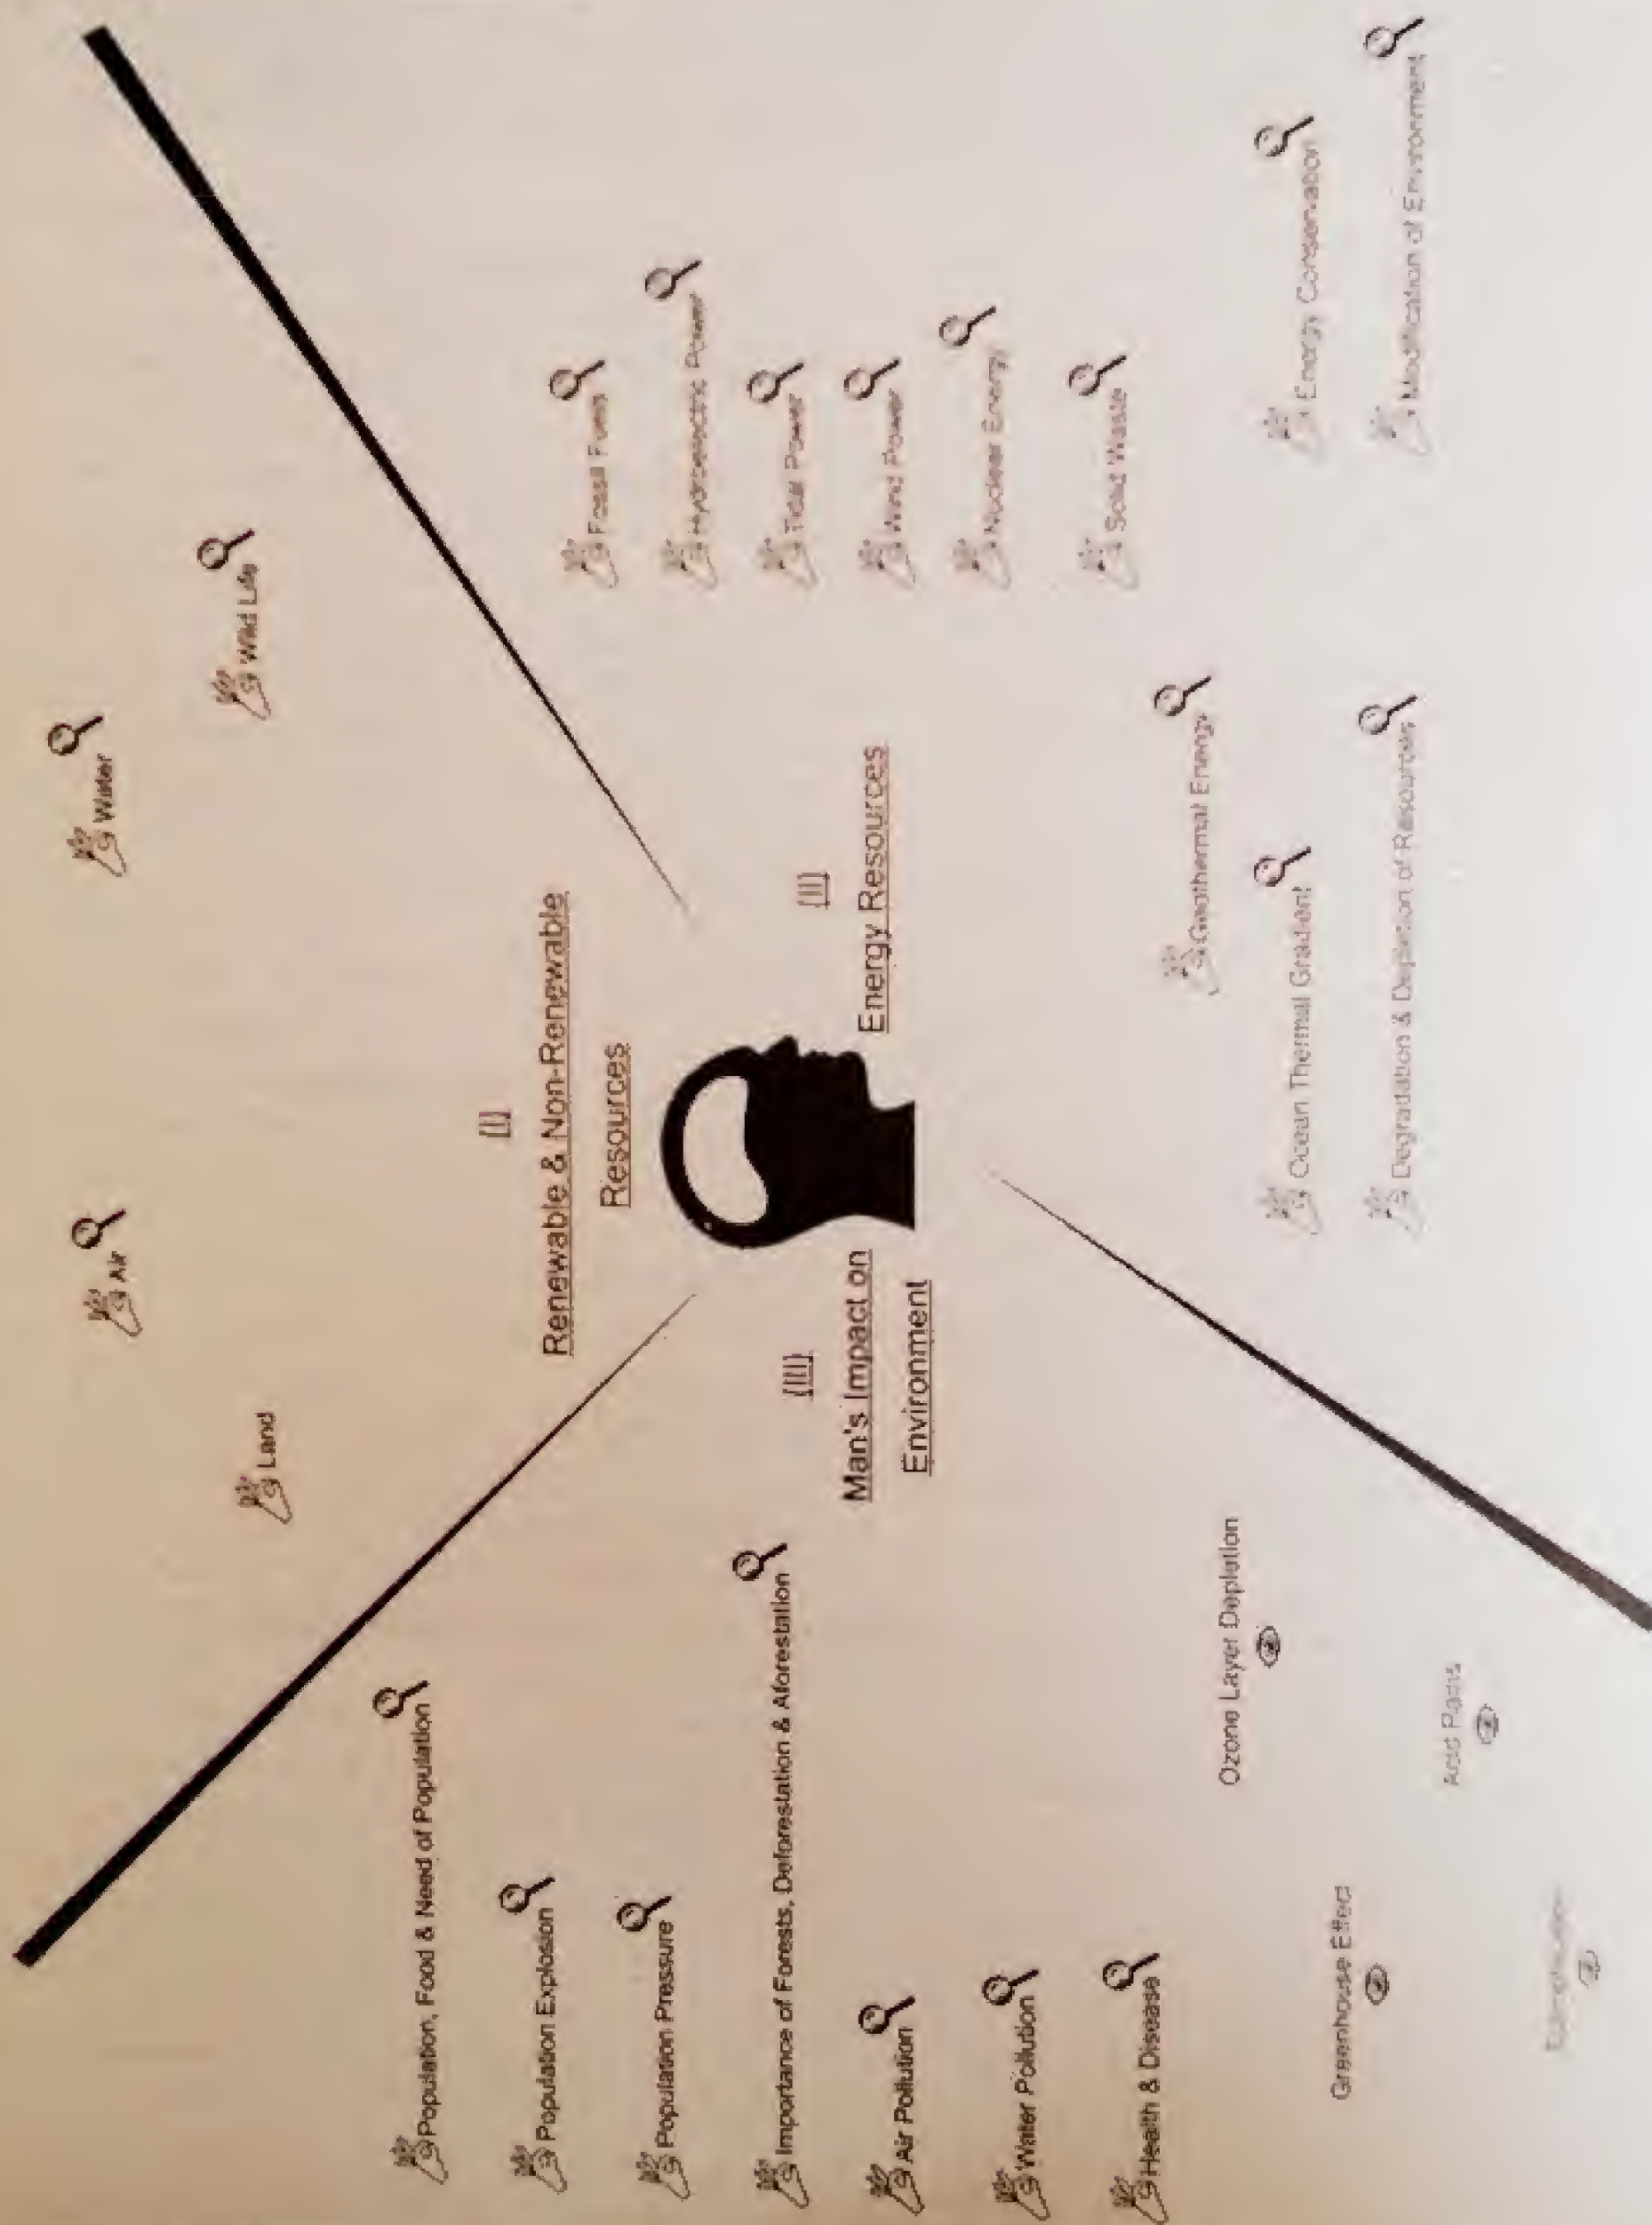 Land
Air
Water
Wild Life
[I]
Renewable & Non-Renewable
Resources
[II]
Energy Resources
Fossil Fuels
Hydroelectric Power
Tidal Power
Wind Power
Nuclear Energy
Solid Waste
Geothermal Energy
Ocean Thermal Gradient
Energy Conservation
Degradation & Depletion of Resources
Modification of Environment
[III]
Man's Impact on
Environment
Population, Food & Need of Population
Population Explosion
Population Pressure
Importance of Forests, Deforestation & Aforestation
Air Pollution
Water Pollution
Health & Disease
Ozone Layer Depletion
Greenhouse Effect
Acid Rains